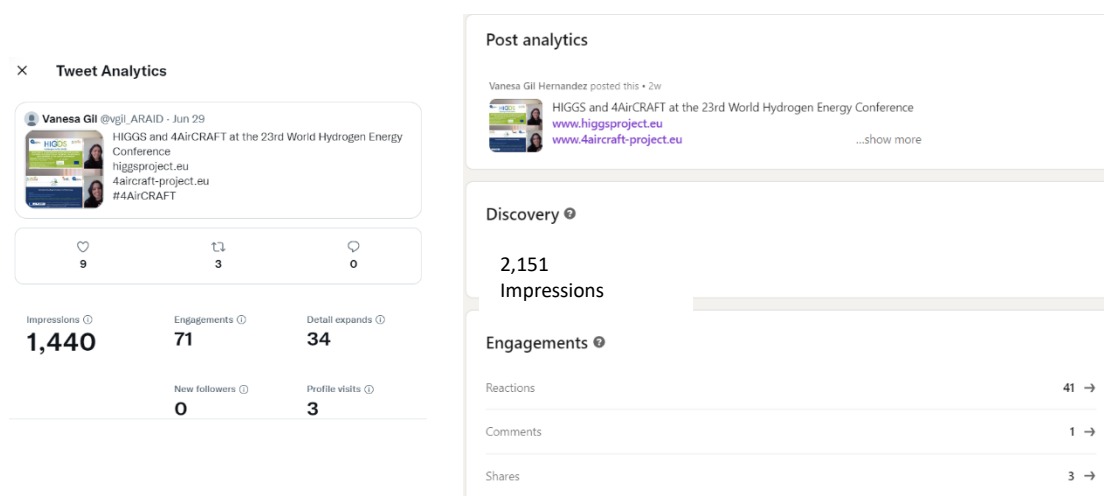 Tweet Analytics
Vanesa Gil @vgil_ARAID · Jun 29
HIGGS and 4AirCRAFT at the 23rd World Hydrogen Energy
Conference
higgsproject.eu
4aircraft-project.eu
#4AirCRAFT
9 3 0
Impressions Engagements Detail expands
1,440 71 34
New followers Profile visits
0 3
Post analytics
Vanesa Gil Hernandez posted this • 2w
HIGGS and 4AirCRAFT at the 23rd World Hydrogen Energy Conference
www.higgsproject.eu
www.4aircraft-project.eu ...show more
Discovery
2,151
Impressions
Engagements
Reactions 41 →
Comments 1 →
Shares 3 →